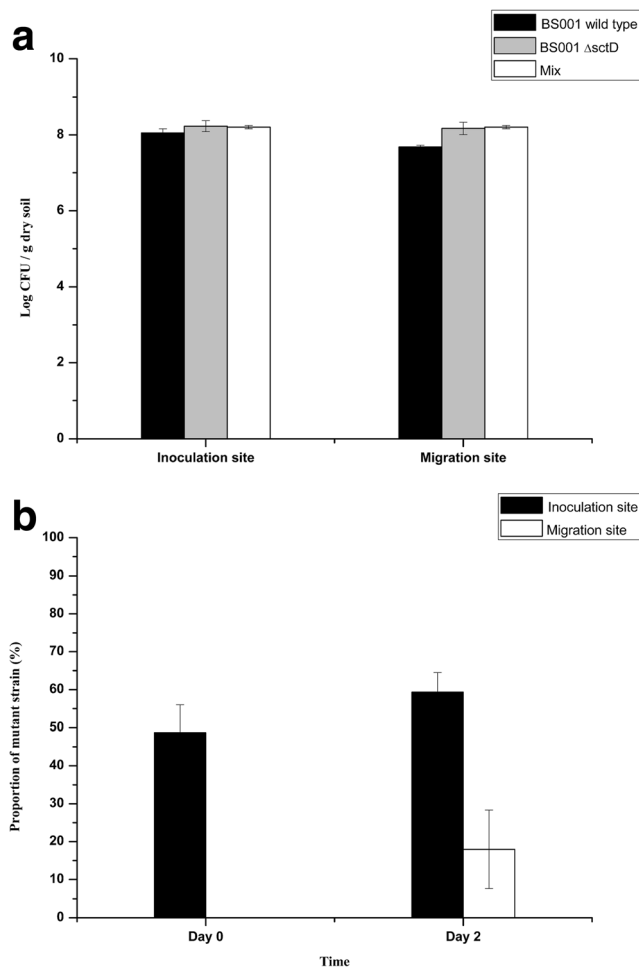 a
BS001 wild type
BS001 ΔsctD
Mix
10
8
6
4
2
0
Log CFU / g dry soil
Inoculation site
Migration site
b
Inoculation site
Migration site
100
90
80
70
60
50
40
30
20
10
0
Proportion of mutant strain (%)
Day 0
Day 2
Time